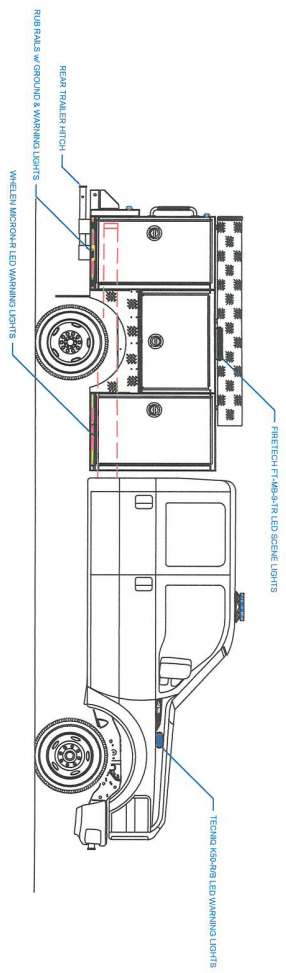 RUB RAILS w/ GROUND & WARNING LIGHTS
REAR TRAILER HITCH
WHELEN MICRON-R LED WARNING LIGHTS
FIRETECH FT-MB-9-TR LED SCENE LIGHTS
TECNIQ K50-R/B LED WARNING LIGHTS